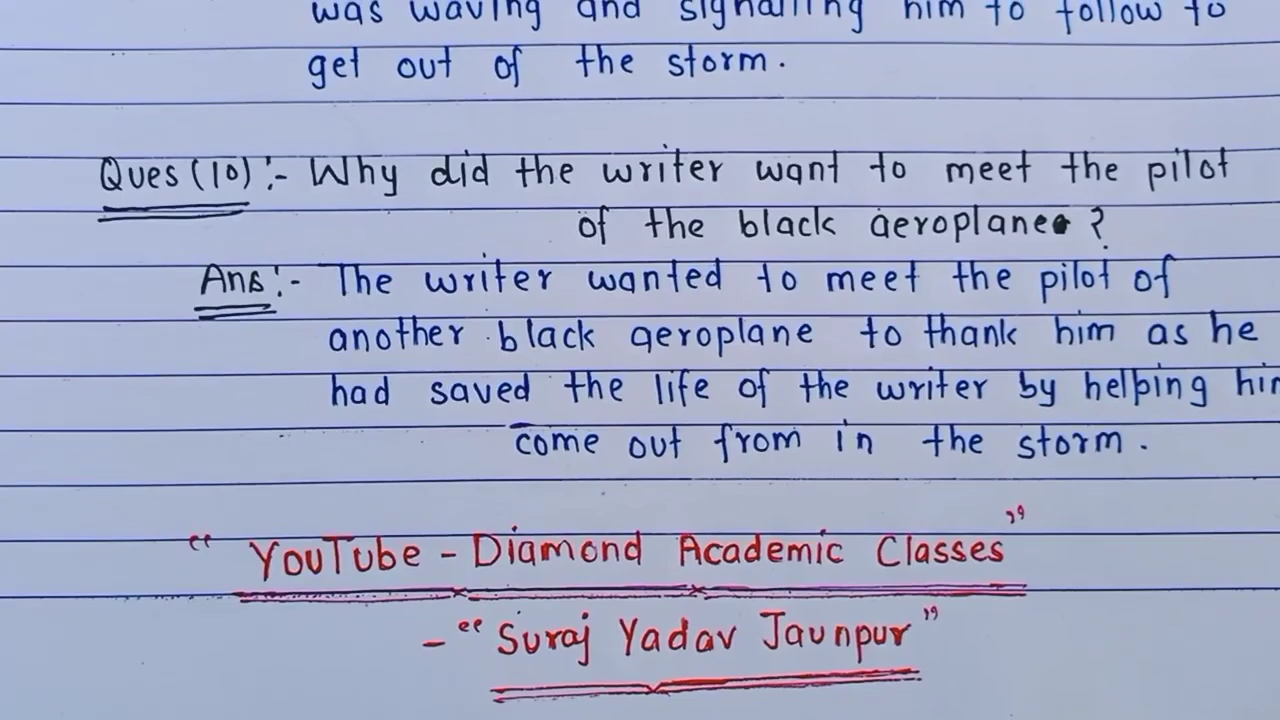 was waving and signalling him to follow to
get out of the storm.
Ques (10):- Why did the writer want to meet the pilot
of the black aeroplane ?
Ans:- The writer wanted to meet the pilot of
another black aeroplane to thank him as he
had saved the life of the writer by helping him
come out from in the storm.
“ YouTube - Diamond Academic Classes ”
- “ Suraj Yadav Jaunpur ”